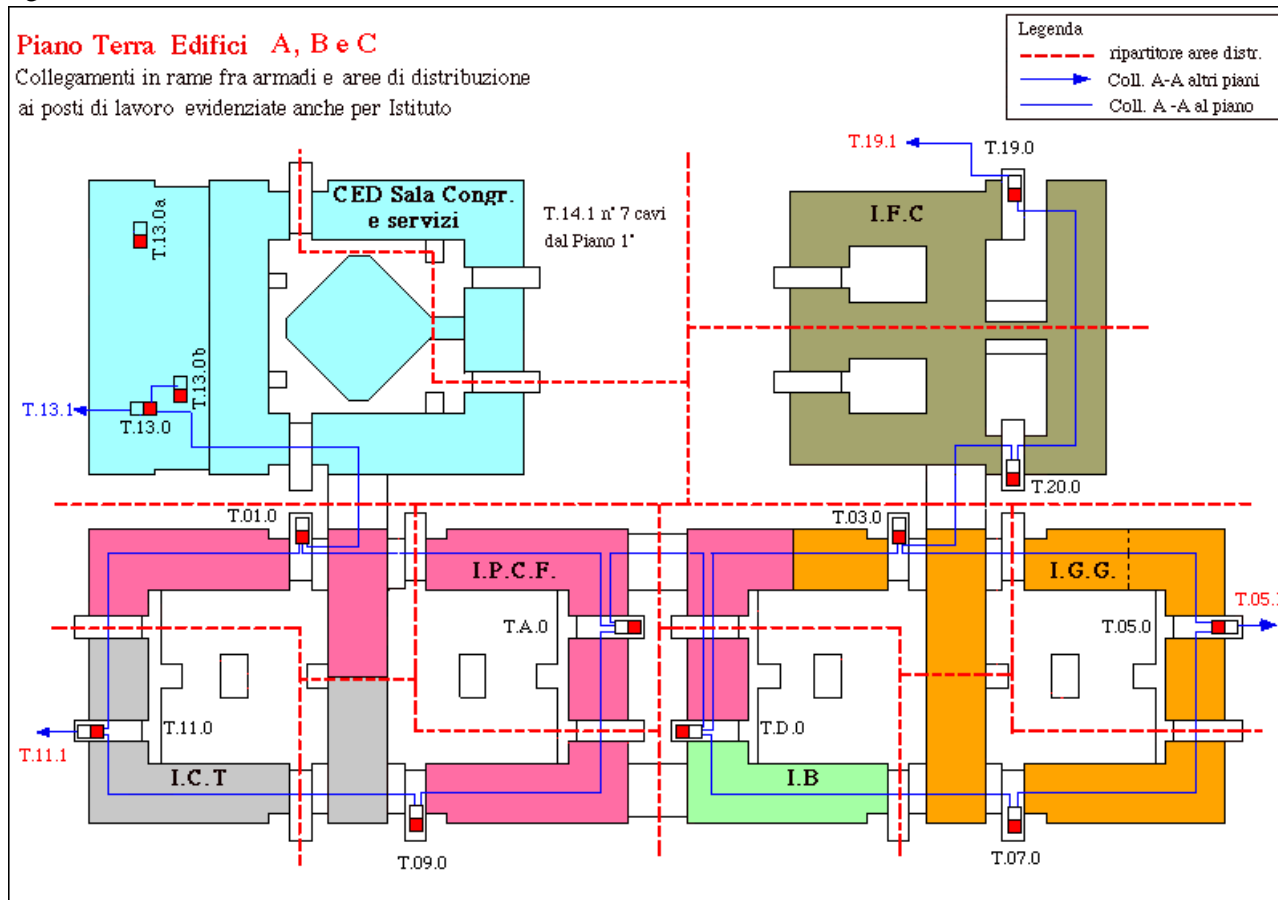 Piano Terra Edifici A, B e C
Collegamenti in rame fra armadi e aree di distribuzione
ai posti di lavoro evidenziate anche per Istituto
Legenda
ripartitore aree distr.
Coll. A-A altri piani
Coll. A -A al piano
T.19.1
T.19.0
CED Sala Congr.
e servizi
T.13.0a
T.14.1 n° 7 cavi
dal Piano 1°
I.F.C
T.13.0b
T.13.1
T.13.0
T.20.0
T.01.0
T.03.0
I.P.C.F.
I.G.G.
T.A.0
T.05.0
T.11.0
T.D.0
T.11.1
I.C.T
I.B
T.09.0
T.07.0